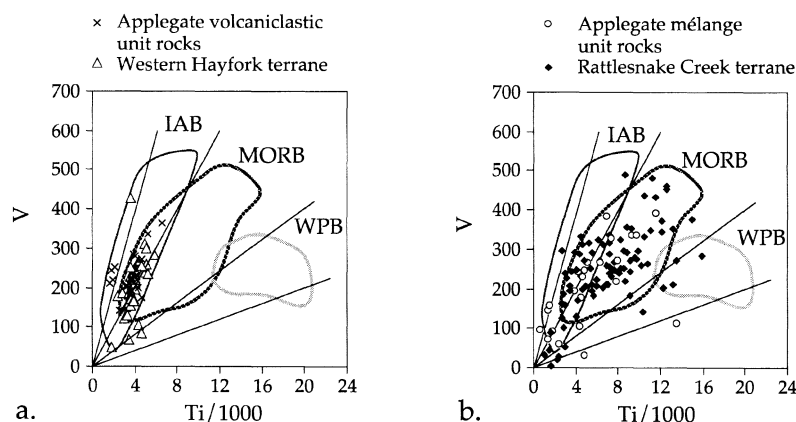 × Applegate volcaniclastic
unit rocks
△ Western Hayfork terrane
700
600
500
400
300
200
100
0
V
IAB
MORB
WPB
0 4 8 12 16 20 24
Ti/1000
a.
○ Applegate mélange
unit rocks
◆ Rattlesnake Creek terrane
700
600
500
400
300
200
100
0
V
IAB
MORB
WPB
0 4 8 12 16 20 24
Ti/1000
b.